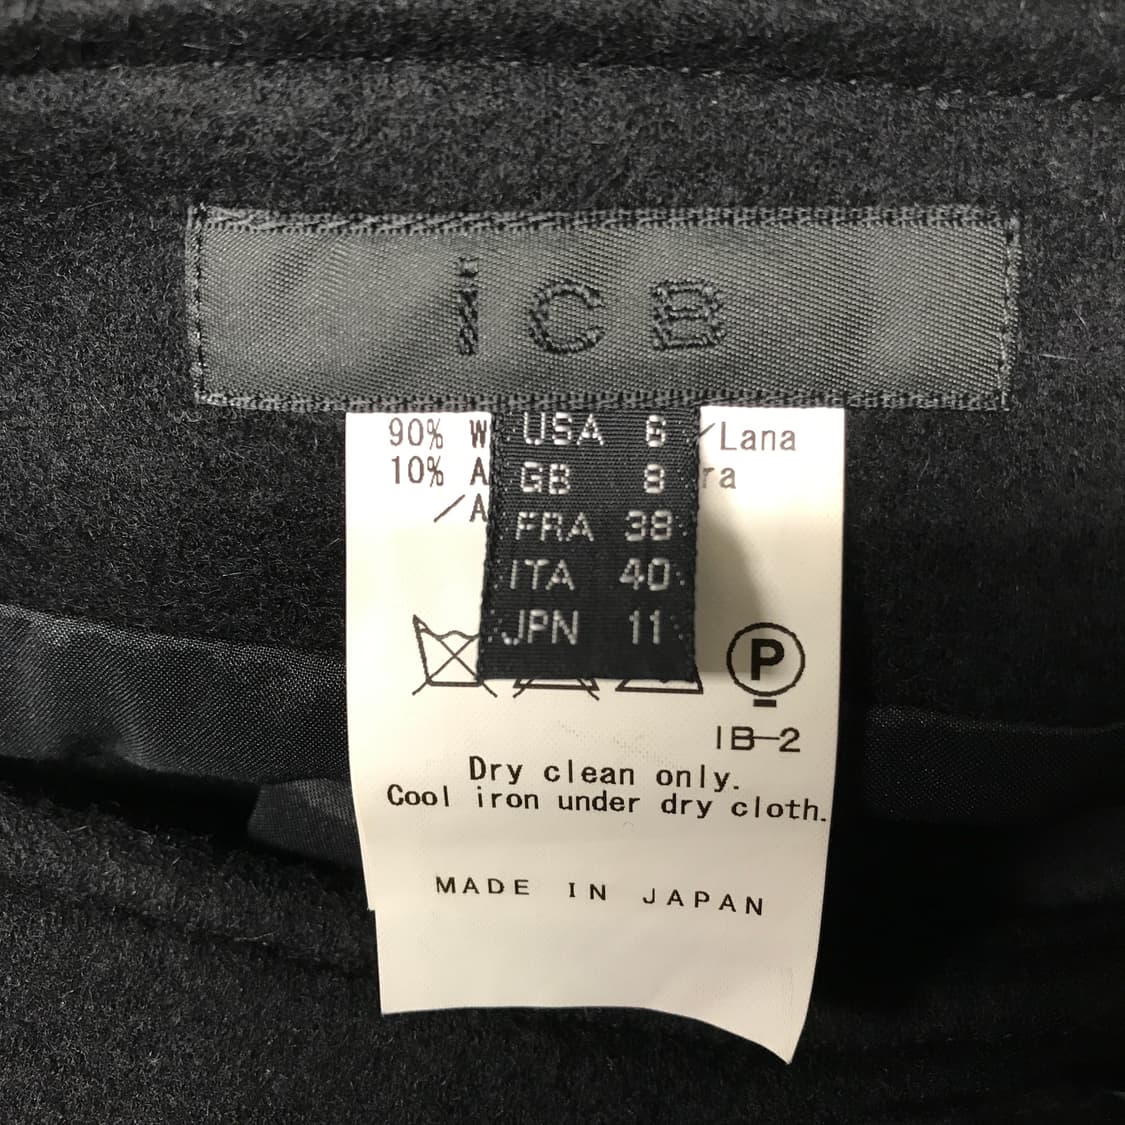 iCB
90% W
10% A
/A
/Lana
ra
USA 6
GB 8
FRA 38
ITA 40
JPN 11
P
IB-2
Dry clean only.
Cool iron under dry cloth.
MADE IN JAPAN